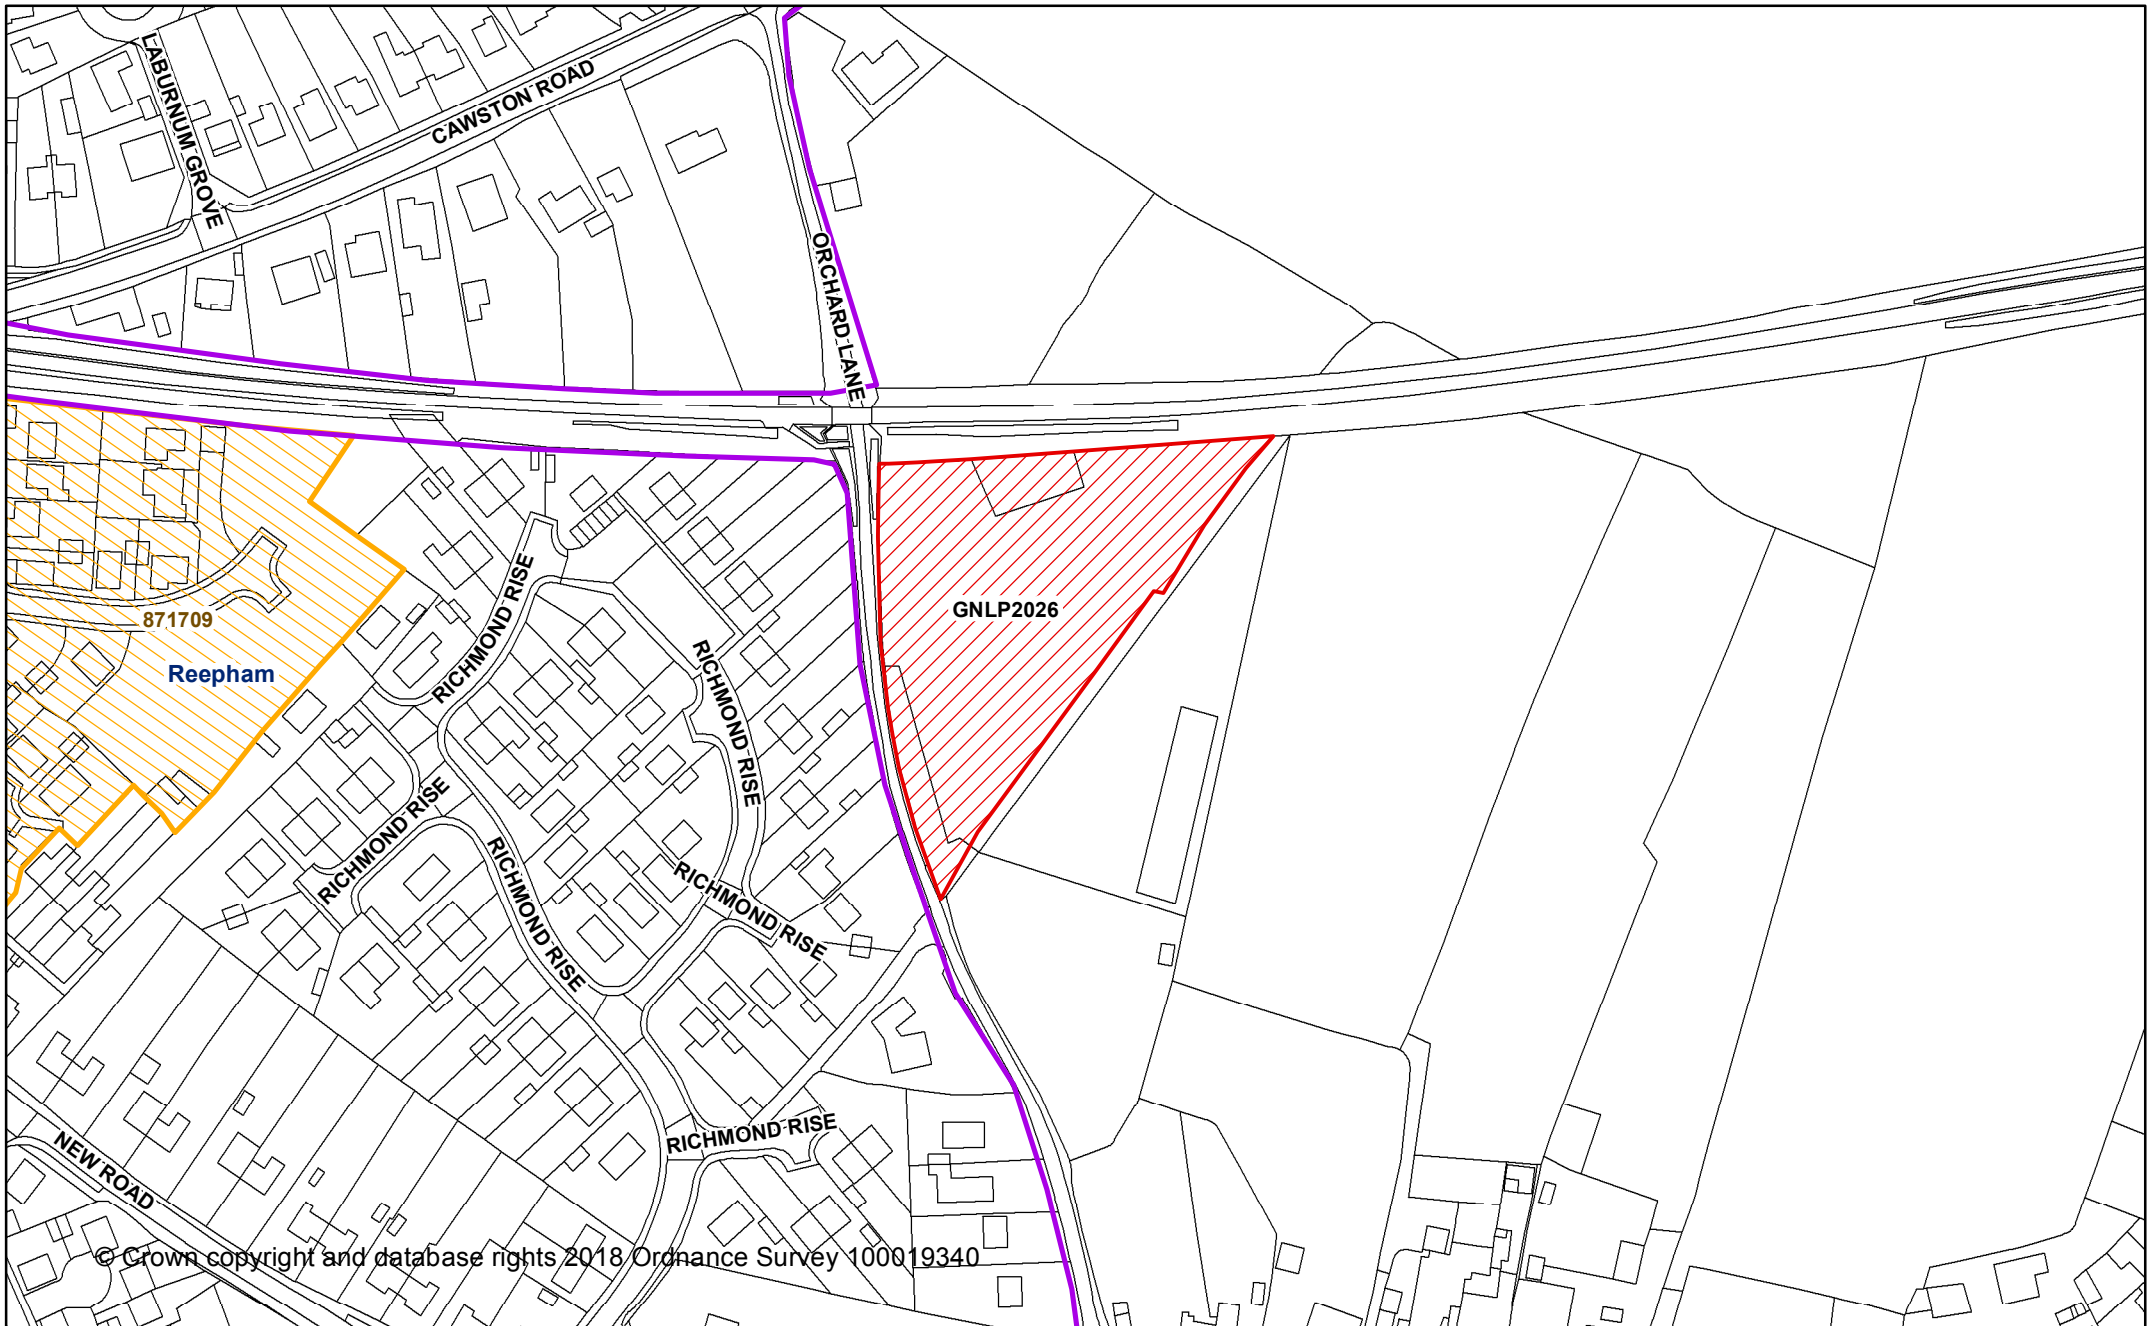 LABURNUM GROVE
CAWSTON ROAD
ORCHARD LANE
RICHMOND RISE
GNLP2026
871709
Reepham
RICHMOND RISE
RICHMOND RISE
RICHMOND RISE
RICHMOND RISE
RICHMOND RISE
NEW ROAD
© Crown copyright and database rights 2018 Ordnance Survey 100019340